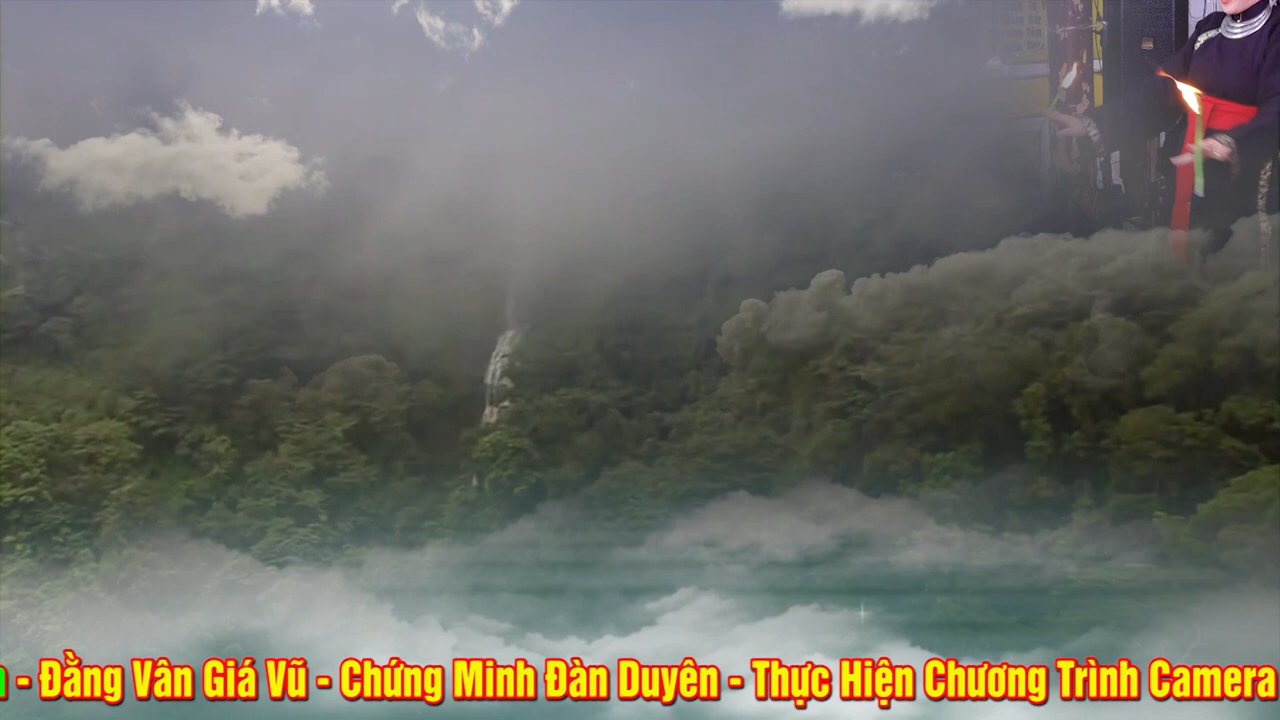 - Đằng Vân Giá Vũ - Chứng Minh Đàn Duyên - Thực Hiện Chương Trình Camera